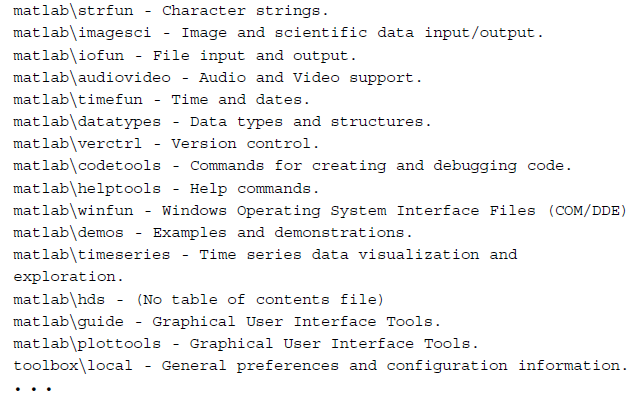 matlab\strfun - Character strings.
matlab\imagesci - Image and scientific data input/output.
matlab\iofun - File input and output.
matlab\audiovideo - Audio and Video support.
matlab\timefun - Time and dates.
matlab\datatypes - Data types and structures.
matlab\verctrl - Version control.
matlab\codetools - Commands for creating and debugging code.
matlab\helptools - Help commands.
matlab\winfun - Windows Operating System Interface Files (COM/DDE)
matlab\demos - Examples and demonstrations.
matlab\timeseries - Time series data visualization and
exploration.
matlab\hds - (No table of contents file)
matlab\guide - Graphical User Interface Tools.
matlab\plottools - Graphical User Interface Tools.
toolbox\local - General preferences and configuration information.
...